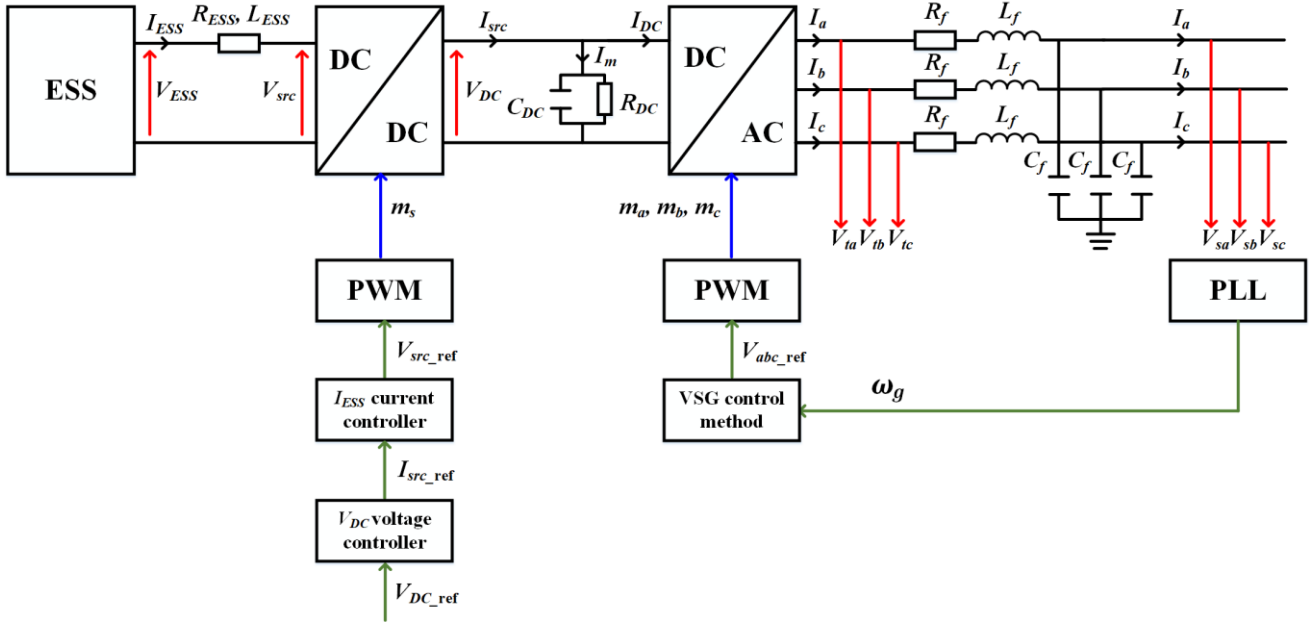 I_ESS
R_ESS, L_ESS
I_src
I_DC
I_a
R_f
L_f
I_a
DC
DC
I_m
I_b
R_f
L_f
I_b
ESS
V_ESS
V_src
V_DC
C_DC
R_DC
I_c
R_f
L_f
I_c
DC
AC
C_f
C_f
C_f
m_s
m_a, m_b, m_c
V_ta
V_tb
V_tc
V_sa
V_sb
V_sc
PWM
PWM
PLL
V_src_ref
V_abc_ref
I_ESS current
controller
VSG control
method
ω_g
I_src_ref
V_DC voltage
controller
V_DC_ref